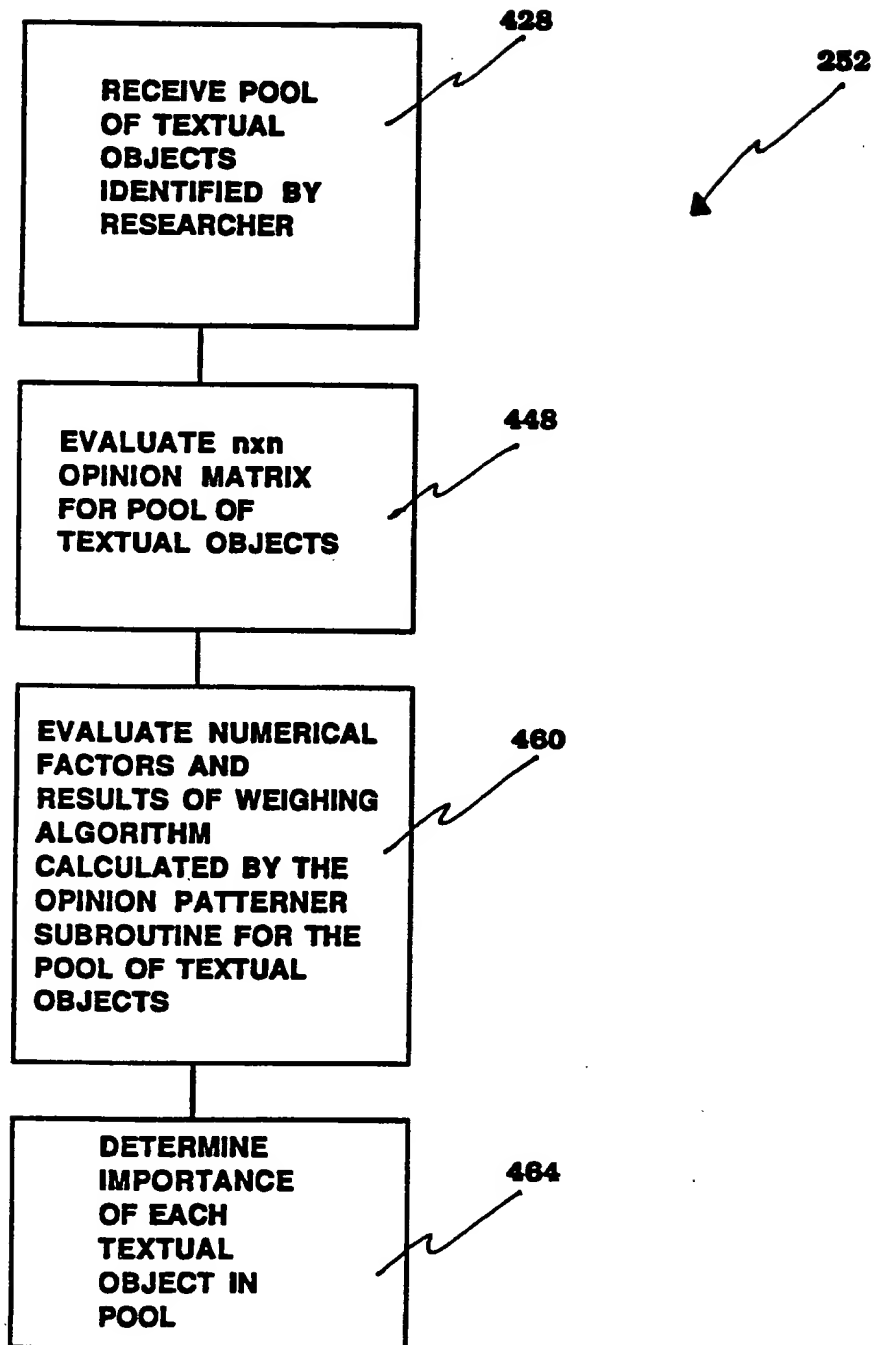 428
252
RECEIVE POOL
OF TEXTUAL
OBJECTS
IDENTIFIED BY
RESEARCHER
448
EVALUATE nxn
OPINION MATRIX
FOR POOL OF
TEXTUAL OBJECTS
460
EVALUATE NUMERICAL
FACTORS AND
RESULTS OF WEIGHING
ALGORITHM
CALCULATED BY THE
OPINION PATTERNER
SUBROUTINE FOR THE
POOL OF TEXTUAL
OBJECTS
464
DETERMINE
IMPORTANCE
OF EACH
TEXTUAL
OBJECT IN
POOL